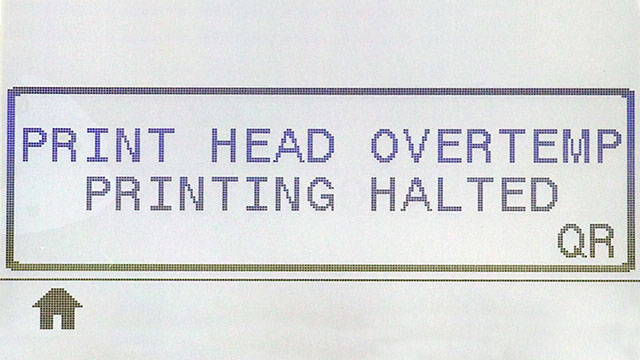 PRINT HEAD OVERTEMP
PRINTING HALTED
QR